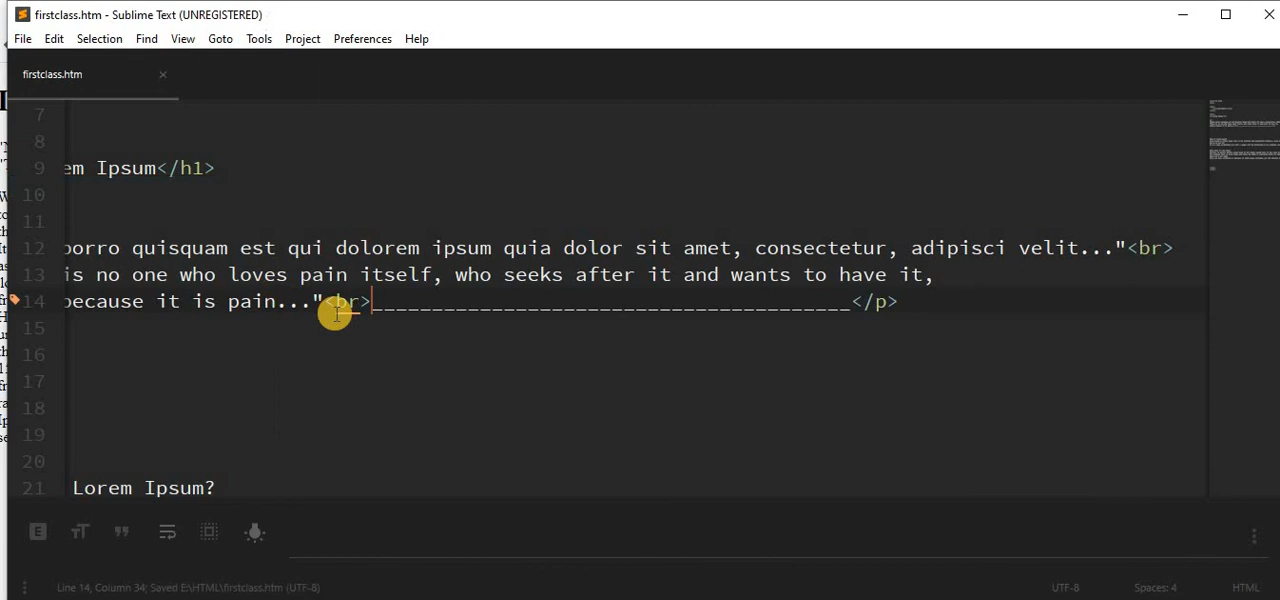 firstclass.htm - Sublime Text (UNREGISTERED)
File Edit Selection Find View Goto Tools Project Preferences Help
firstclass.htm
7
8
9 em Ipsum</h1>
10
11
12 porro quisquam est qui dolorem ipsum quia dolor sit amet, consectetur, adipisci velit..."<br>
13 is no one who loves pain itself, who seeks after it and wants to have it,
14 because it is pain..."<br>________________________________________</p>
15
16
17
18
19
20
21 Lorem Ipsum?
Line 14, Column 34; Saved E:\HTML\firstclass.htm (UTF-8) UTF-8 Spaces: 4 HTML